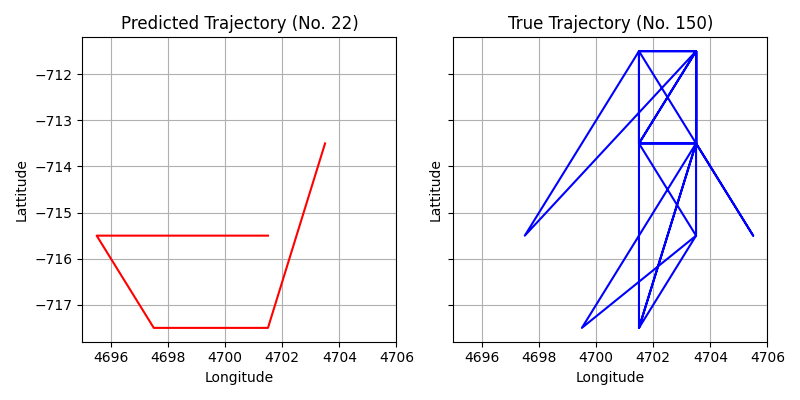 Predicted Trajectory (No. 22)
Lattitude
−712
−713
−714
−715
−716
−717
4696 4698 4700 4702 4704 4706
Longitude
True Trajectory (No. 150)
Lattitude
4696 4698 4700 4702 4704 4706
Longitude